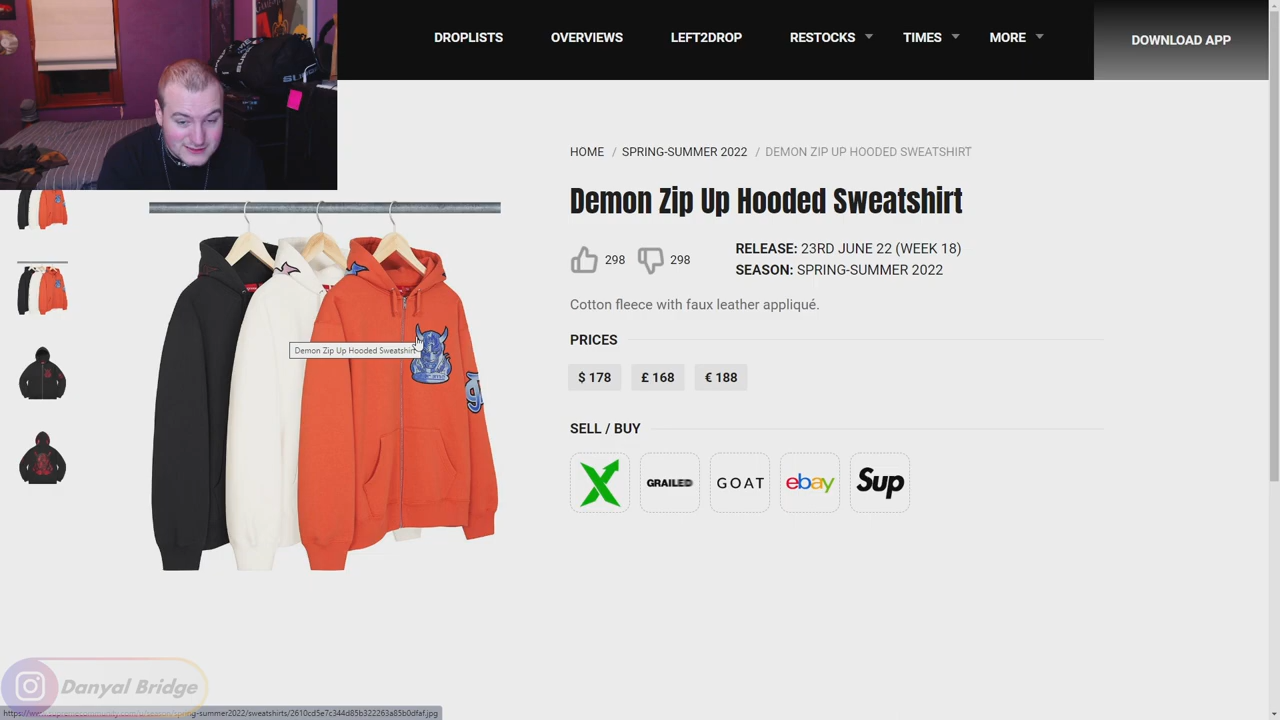 DROPLISTS OVERVIEWS LEFT2DROP RESTOCKS TIMES MORE DOWNLOAD APP
HOME / SPRING-SUMMER 2022 / DEMON ZIP UP HOODED SWEATSHIRT
Demon Zip Up Hooded Sweatshirt
298 298
RELEASE: 23RD JUNE 22 (WEEK 18)
SEASON: SPRING-SUMMER 2022
Cotton fleece with faux leather appliqué.
PRICES
$ 178 £ 168 € 188
SELL / BUY
X GRAILED GOAT ebay Sup
Demon Zip Up Hooded Sweatshirt
Danyal Bridge